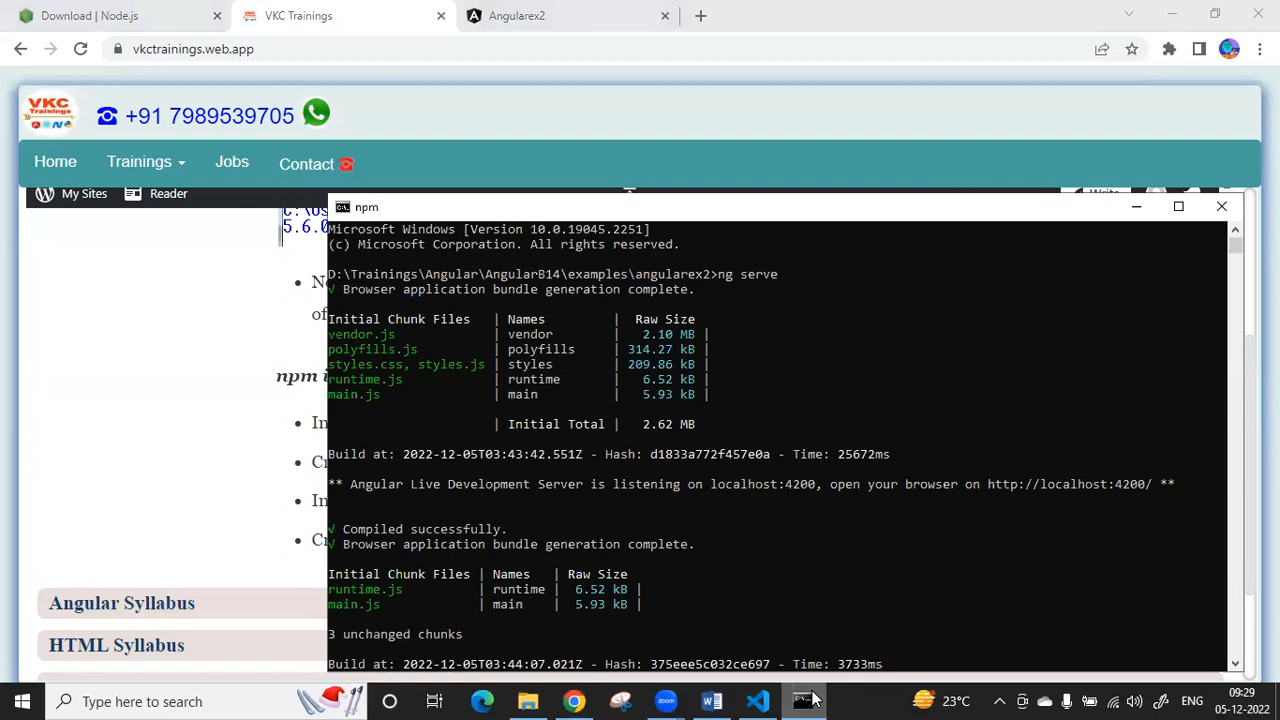 Download | Node.js
VKC Trainings
Angularex2
vkctrainings.web.app
VKC
Trainings
+91 7989539705
Home
Trainings
Jobs
Contact
My Sites
Reader
Write
5.6.0
npm
Microsoft Windows [Version 10.0.19045.2251]
(c) Microsoft Corporation. All rights reserved.
D:\Trainings\Angular\AngularB14\examples\angularex2>ng serve
√ Browser application bundle generation complete.
Initial Chunk Files | Names | Raw Size
vendor.js | vendor | 2.10 MB |
polyfills.js | polyfills | 314.27 kB |
styles.css, styles.js | styles | 209.86 kB |
runtime.js | runtime | 6.52 kB |
main.js | main | 5.93 kB |
| Initial Total | 2.62 MB
Build at: 2022-12-05T03:43:42.551Z - Hash: d1833a772f457e0a - Time: 25672ms
** Angular Live Development Server is listening on localhost:4200, open your browser on http://localhost:4200/ **
√ Compiled successfully.
√ Browser application bundle generation complete.
Initial Chunk Files | Names | Raw Size
runtime.js | runtime | 6.52 kB |
main.js | main | 5.93 kB |
3 unchanged chunks
Build at: 2022-12-05T03:44:07.021Z - Hash: 375eee5c032ce697 - Time: 3733ms
npm
Angular Syllabus
HTML Syllabus
Type here to search
zoom
23°C
ENG
09:29
05-12-2022